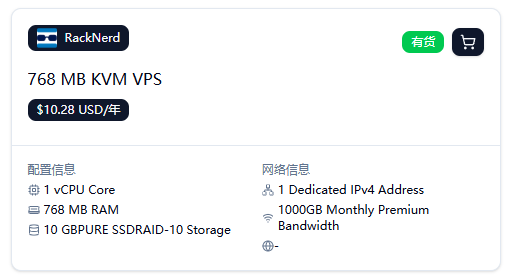 RackNerd
有货
768 MB KVM VPS
$10.28 USD/年
配置信息
1 vCPU Core
768 MB RAM
10 GBPURE SSDRAID-10 Storage
网络信息
1 Dedicated IPv4 Address
1000GB Monthly Premium
Bandwidth
-